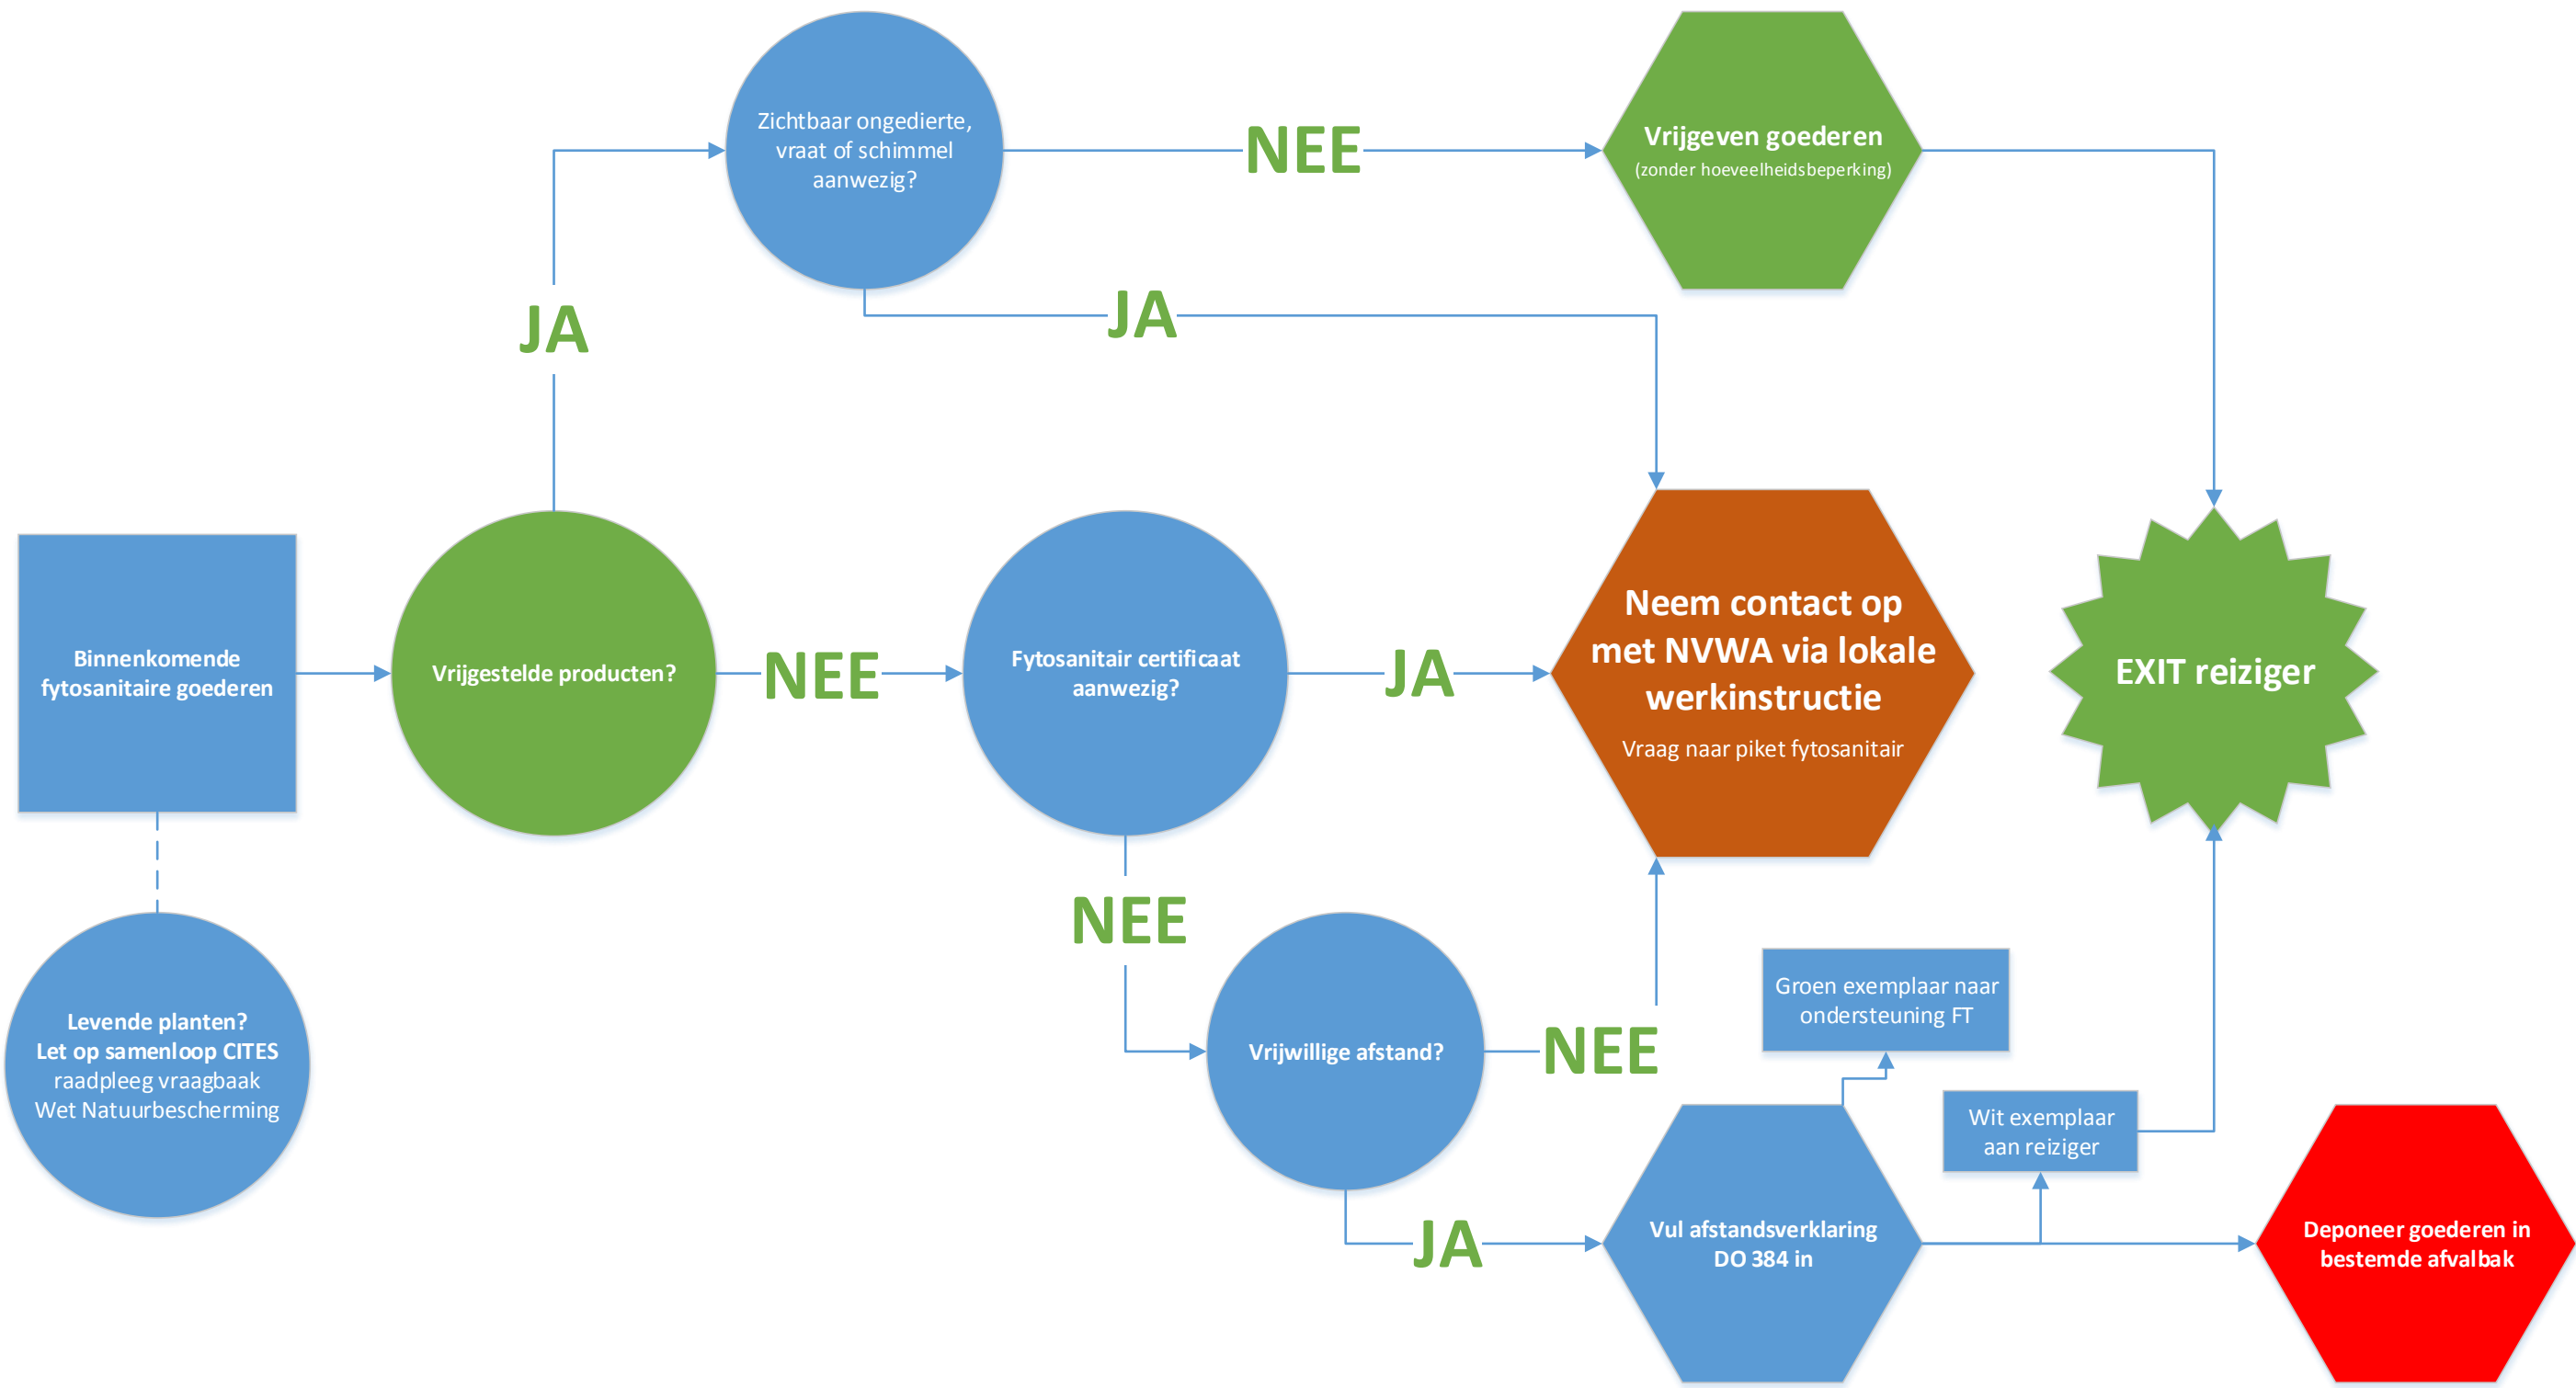 Zichtbaar ongedierte,
vraat of schimmel
aanwezig?
NEE
Vrijgeven goederen
(zonder hoeveelheidsbeperking)
JA
JA
Binnenkomende
fytosanitaire goederen
Vrijgestelde producten?
NEE
Fytosanitair certificaat
aanwezig?
JA
Neem contact op
met NVWA via lokale
werkinstructie
Vraag naar piket fytosanitair
EXIT reiziger
NEE
Levende planten?
Let op samenloop CITES
raadpleeg vraagbaak
Wet Natuurbescherming
Vrijwillige afstand?
NEE
Groen exemplaar naar
ondersteuning FT
Wit exemplaar
aan reiziger
JA
Vul afstandsverklaring
DO 384 in
Deponeer goederen in
bestemde afvalbak